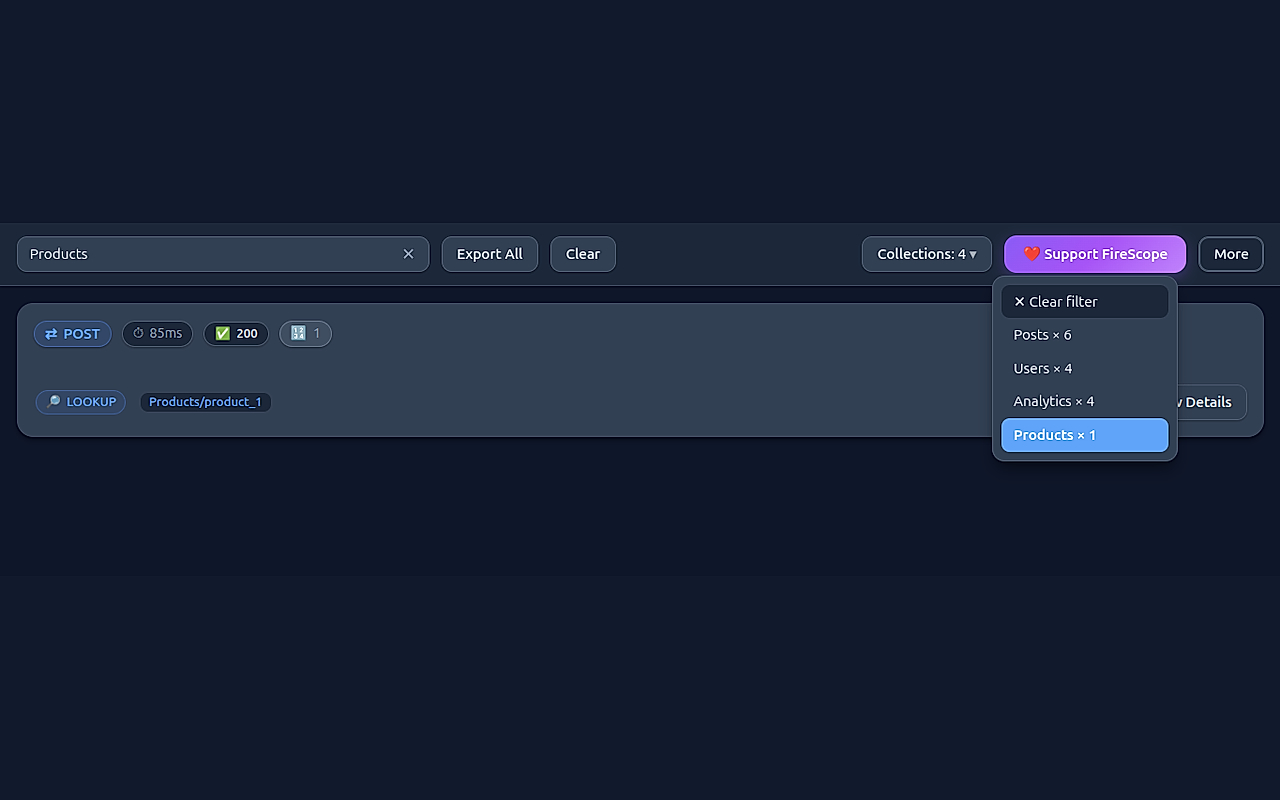 Products ✕ Export All Clear Collections: 4 ▾ ❤️ Support FireScope More
✕ Clear filter
⇄ POST ⏱ 85ms ✅ 200 🔢 1
Posts × 6
Users × 4
🔎 LOOKUP Products/product_1 Details
Analytics × 4
Products × 1